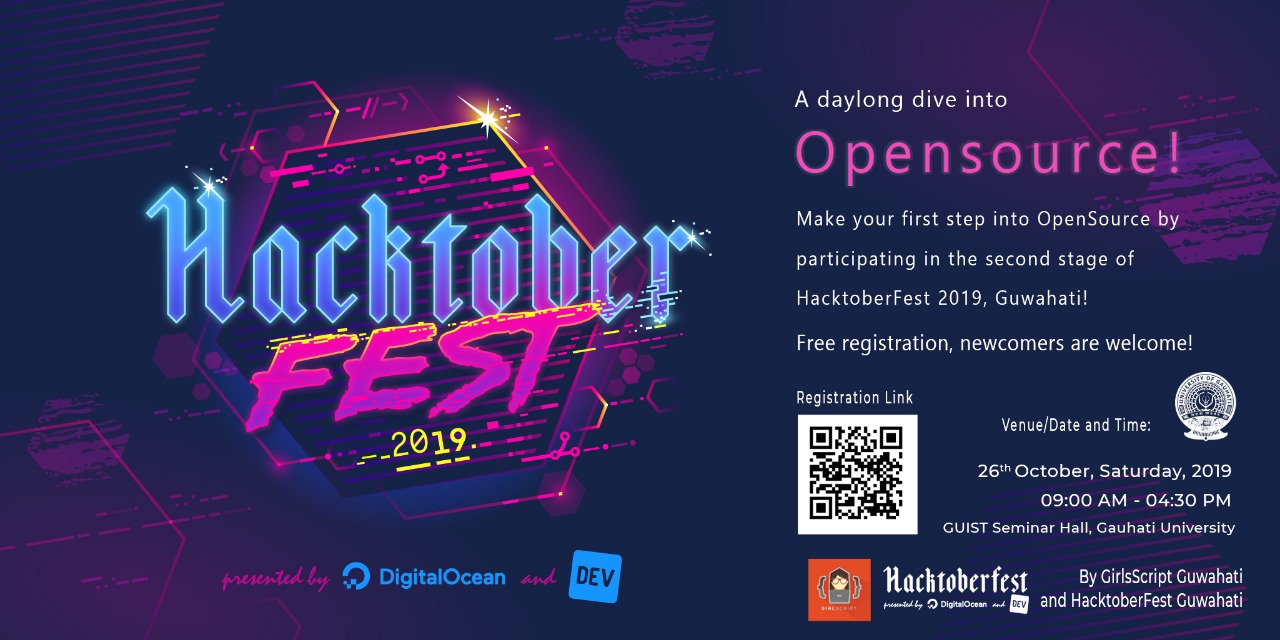 Hacktober
FEST
2019
presented by DigitalOcean and DEV
A daylong dive into
Opensource!
Make your first step into OpenSource by
participating in the second stage of
HacktoberFest 2019, Guwahati!
Free registration, newcomers are welcome!
Registration Link
Venue/Date and Time:
UNIVERSITY OF GAUHATI
26th October, Saturday, 2019
09:00 AM - 04:30 PM
GUIST Seminar Hall, Gauhati University
GIRLSCRIPT
Hacktoberfest
presented by DigitalOcean and DEV
By GirlsScript Guwahati
and HacktoberFest Guwahati